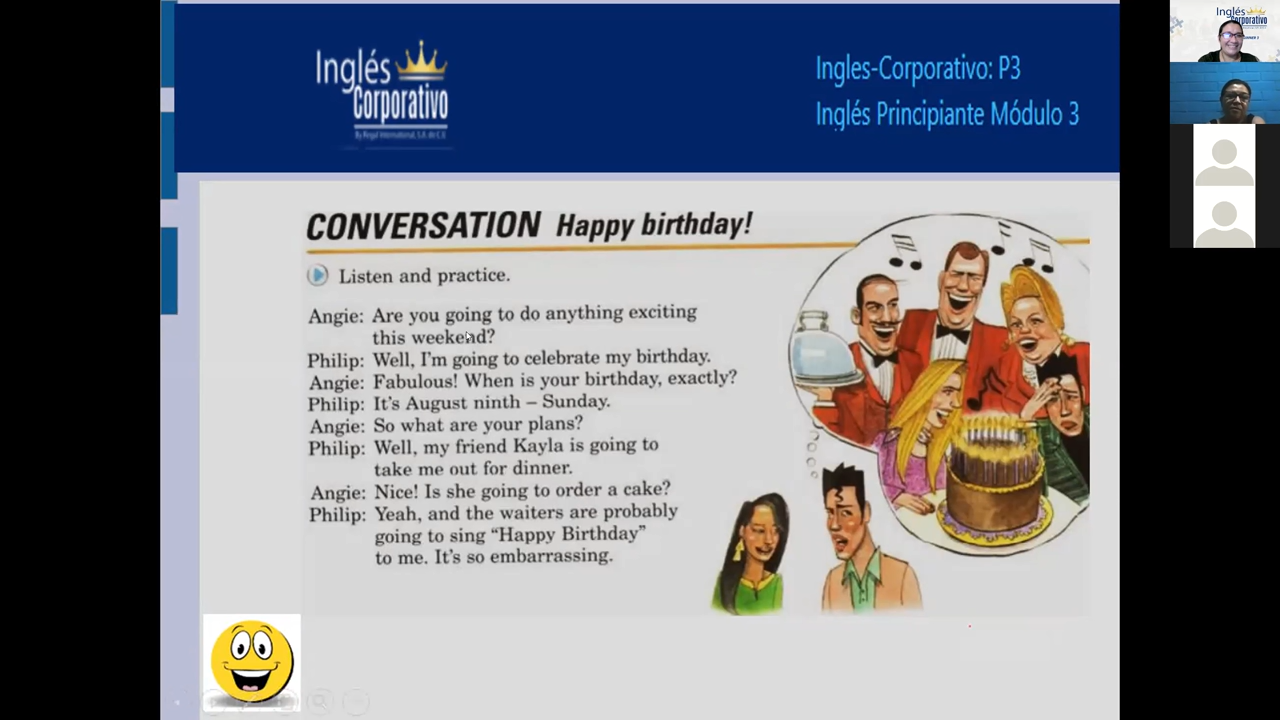 Inglés
Corporativo
By Regal International, S.A. de C.V.
Ingles-Corporativo: P3
Inglés Principiante Módulo 3
CONVERSATION Happy birthday!
Listen and practice.
Angie: Are you going to do anything exciting
this weekend?
Philip: Well, I'm going to celebrate my birthday.
Angie: Fabulous! When is your birthday, exactly?
Philip: It's August ninth – Sunday.
Angie: So what are your plans?
Philip: Well, my friend Kayla is going to
take me out for dinner.
Angie: Nice! Is she going to order a cake?
Philip: Yeah, and the waiters are probably
going to sing “Happy Birthday”
to me. It's so embarrassing.
Inglés
Corporativo